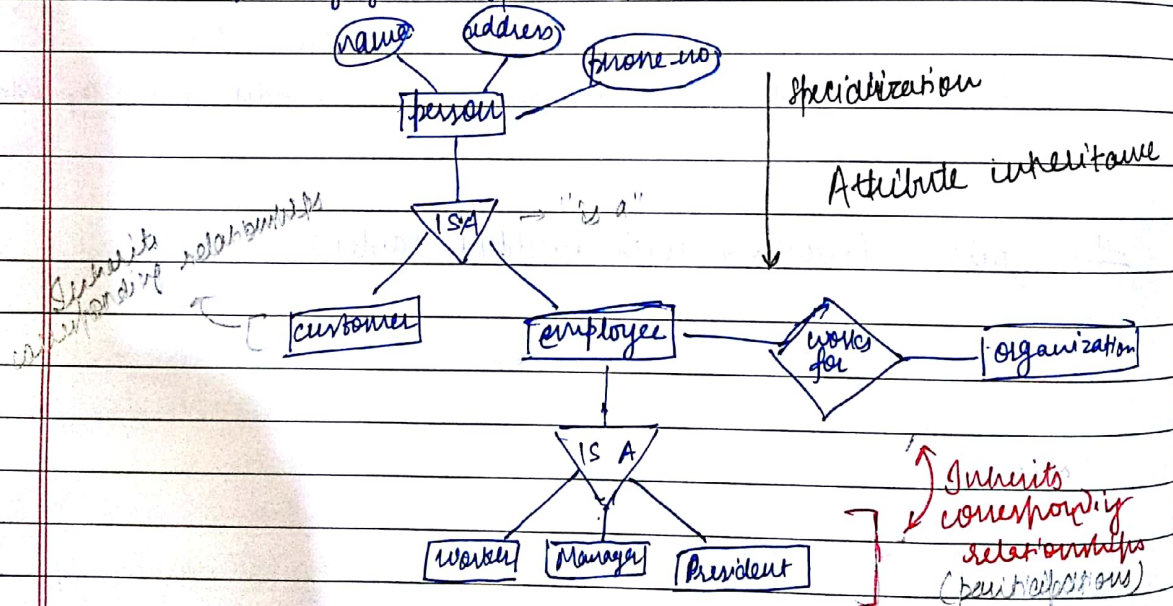 name
address
phone-no
person
specialization
Attribute inheritance
ISA
→ "is a"
Inherits
corresponding relationships
customer
employee
works
for
organization
IS A
Inherits
corresponding
relationships
(participations)
Worker
Manager
President